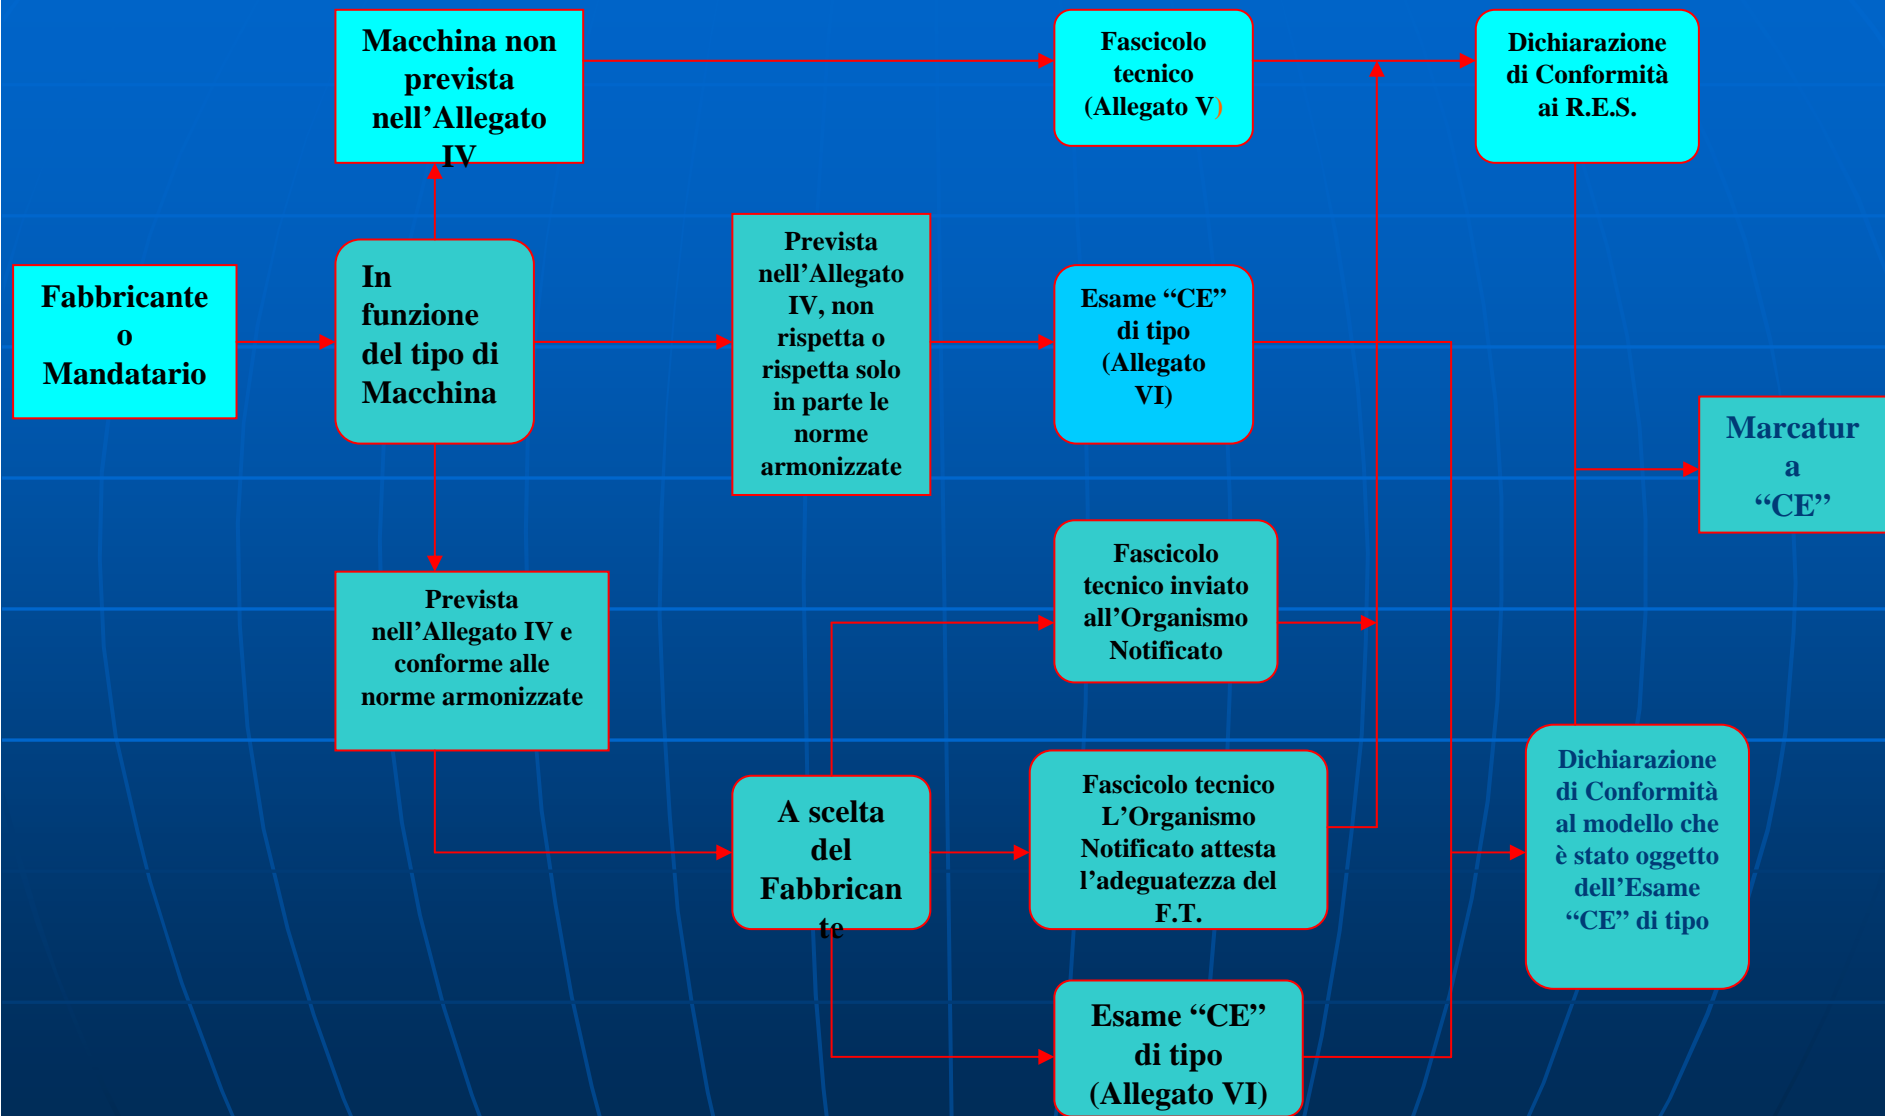 Macchina non
prevista
nell’Allegato
IV
Fascicolo
tecnico
(Allegato V)
Dichiarazione
di Conformità
ai R.E.S.
Fabbricante
o
Mandatario
In
funzione
del tipo di
Macchina
Prevista
nell’Allegato
IV, non
rispetta o
rispetta solo
in parte le
norme
armonizzate
Esame “CE”
di tipo
(Allegato
VI)
Marcatur
a
“CE”
Prevista
nell’Allegato IV e
conforme alle
norme armonizzate
Fascicolo
tecnico inviato
all’Organismo
Notificato
A scelta
del
Fabbrican
te
Fascicolo tecnico
L’Organismo
Notificato attesta
l’adeguatezza del
F.T.
Dichiarazione
di Conformità
al modello che
è stato oggetto
dell’Esame
“CE” di tipo
Esame “CE”
di tipo
(Allegato VI)